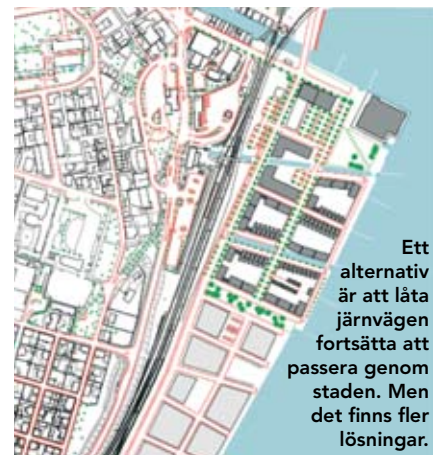 Ett
alternativ
är att låta
järnvägen
fortsätta att
passera genom
staden. Men
det finns fler
lösningar.